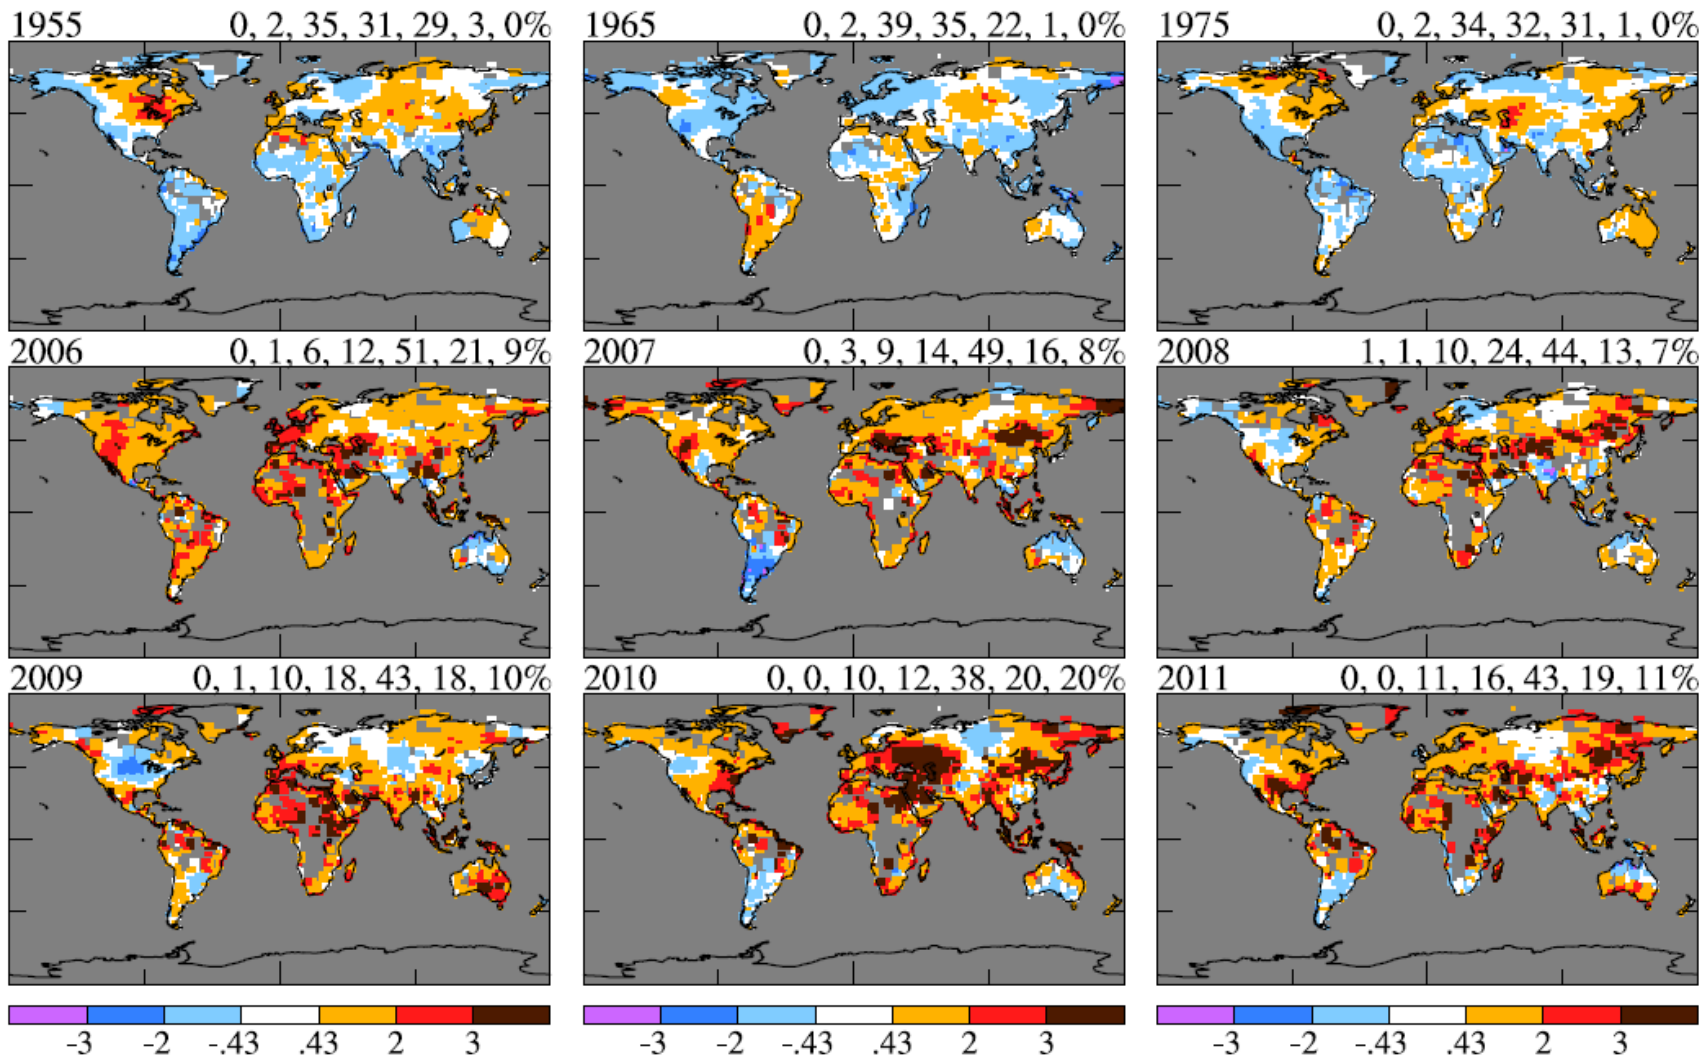 1955 0, 2, 35, 31, 29, 3, 0%
1965 0, 2, 39, 35, 22, 1, 0%
1975 0, 2, 34, 32, 31, 1, 0%
2006 0, 1, 6, 12, 51, 21, 9%
2007 0, 3, 9, 14, 49, 16, 8%
2008 1, 1, 10, 24, 44, 13, 7%
2009 0, 1, 10, 18, 43, 18, 10%
2010 0, 0, 10, 12, 38, 20, 20%
2011 0, 0, 11, 16, 43, 19, 11%
-3 -2 -.43 .43 2 3
-3 -2 -.43 .43 2 3
-3 -2 -.43 .43 2 3